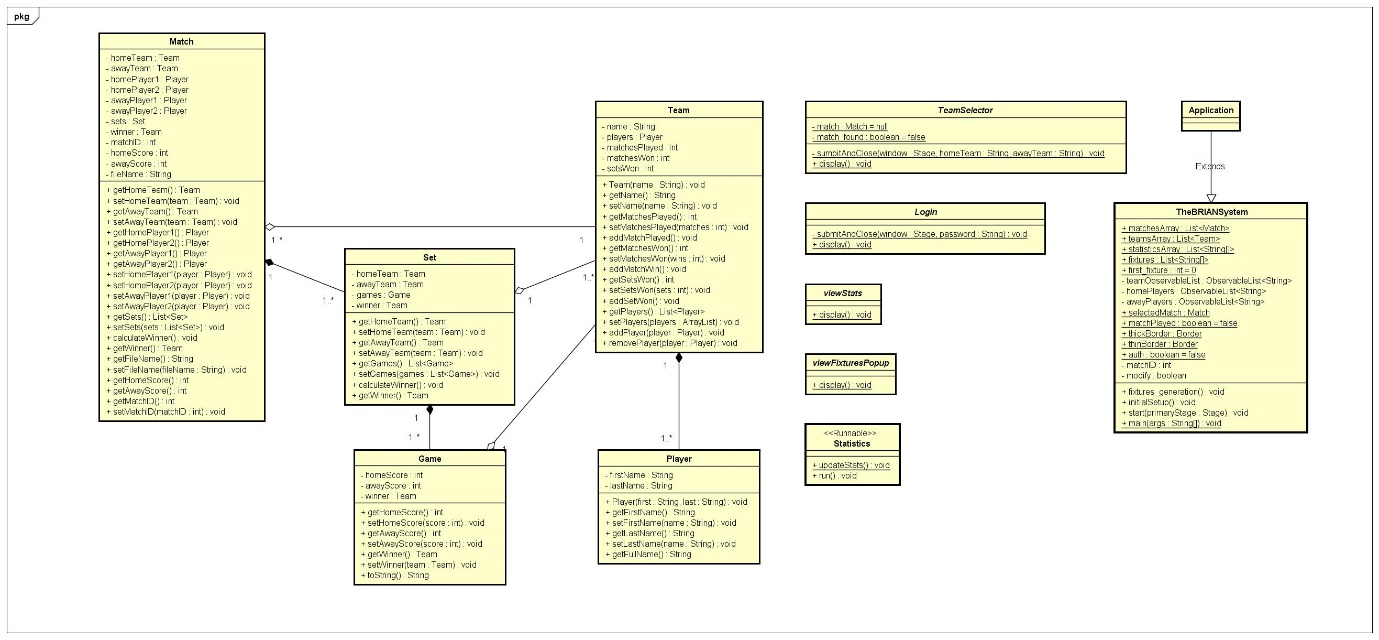 pkg
Match
- homeTeam : Team
- awayTeam : Team
- homePlayer1 : Player
- homePlayer2 : Player
- awayPlayer1 : Player
- awayPlayer2 : Player
- sets : Set
- winner : Team
- matchID : int
- homeScore : int
- awayScore : int
- fileName : String
+ getHomeTeam() : Team
+ setHomeTeam(team : Team) : void
+ getAwayTeam() : Team
+ setAwayTeam(team : Team) : void
+ getHomePlayer1() : Player
+ getHomePlayer2() : Player
+ getAwayPlayer1() : Player
+ getAwayPlayer2() : Player
+ setHomePlayer1(player : Player) : void
+ setHomePlayer2(player : Player) : void
+ setAwayPlayer1(player : Player) : void
+ setAwayPlayer2(player : Player) : void
+ getSets() : List<Set>
+ setSets(sets : List<Set>) : void
+ calculateWinner() : void
+ getWinner() : Team
+ getFileName() : String
+ setFileName(fileName : String) : void
+ getHomeScore() : int
+ getAwayScore() : int
+ getMatchID() : int
+ setMatchID(matchID : int) : void
1..*
1
1
1..*
Set
- homeTeam : Team
- awayTeam : Team
- games : Game
- winner : Team
+ getHomeTeam() : Team
+ setHomeTeam(team : Team) : void
+ getAwayTeam() : Team
+ setAwayTeam(team : Team) : void
+ getGames() : List<Game>
+ setGames(games : List<Game>) : void
+ calculateWinner() : void
+ getWinner() : Team
1
1..*
1
1..*
1
Game
- homeScore : int
- awayScore : int
- winner : Team
+ getHomeScore() : int
+ setHomeScore(score : int) : void
+ getAwayScore() : int
+ setAwayScore(score : int) : void
+ getWinner() : Team
+ setWinner(team : Team) : void
+ toString() : String
Team
- name : String
- players : Player
- matchesPlayed : int
- matchesWon : int
- setsWon : int
+ Team(name : String) : void
+ getName() : String
+ setName(name : String) : void
+ getMatchesPlayed() : int
+ setMatchesPlayed(matches : int) : void
+ addMatchPlayed() : void
+ getMatchesWon() : int
+ setMatchesWon(wins : int) : void
+ addMatchWin() : void
+ getSetsWon() : int
+ setSetsWon(sets : int) : void
+ addSetWon() : void
+ getPlayers() : List<Player>
+ setPlayers(players : ArrayList) : void
+ addPlayer(player : Player) : void
+ removePlayer(player : Player) : void
1
1..*
Player
- firstName : String
- lastName : String
+ Player(first : String, last : String) : void
+ getFirstName() : String
+ setFirstName(name : String) : void
+ getLastName() : String
+ setLastName(name : String) : void
+ getFullName() : String
TeamSelector
- match : Match = null
- match_found : boolean = false
- sumbitAndClose(window : Stage, homeTeam : String, awayTeam : String) : void
+ display() : void
Login
- submitAndClose(window : Stage, password : String) : void
+ display() : void
viewStats
+ display() : void
viewFixturesPopup
+ display() : void
<<Runnable>>
Statistics
+ updateStats() : void
+ run() : void
Application
Extends
TheBRIANSystem
+ matchesArray : List<Match>
+ teamsArray : List<Team>
+ statisticsArray : List<String[]>
+ fixtures : List<String[]>
+ first_fixture : int = 0
- teamObservableList : ObservableList<String>
- homePlayers : ObservableList<String>
- awayPlayers : ObservableList<String>
+ selectedMatch : Match
+ matchPlayed : boolean = false
+ thickBorder : Border
+ thinBorder : Border
+ auth : boolean = false
- matchID : int
- modify : boolean
+ fixtures_generation() : void
+ initialSetup() : void
+ start(primaryStage : Stage) : void
+ main(args : String[]) : void